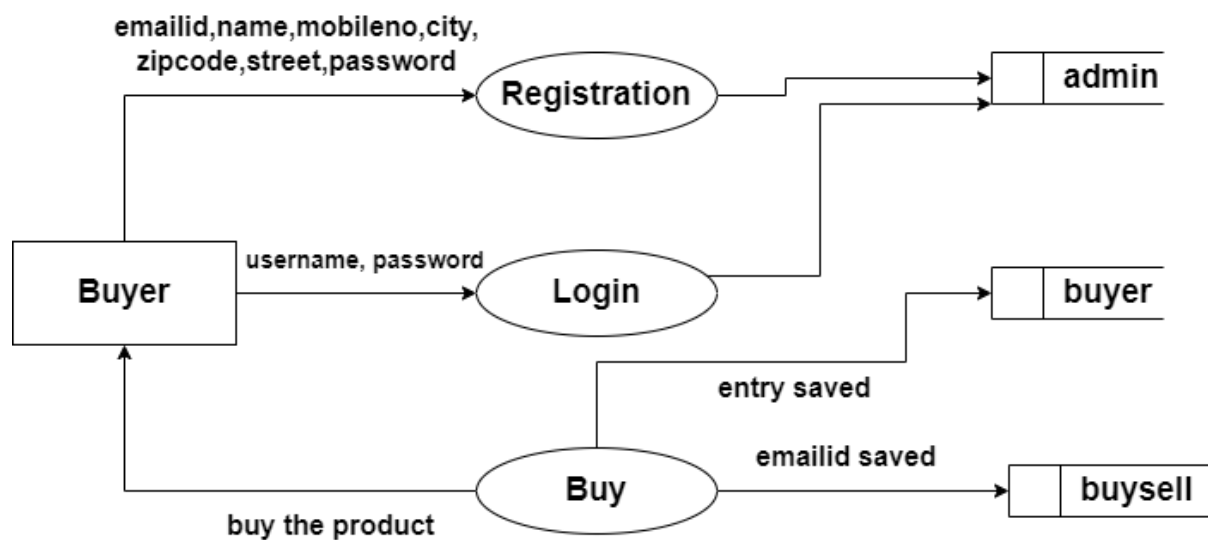 emailid,name,mobileno,city,
zipcode,street,password
Registration
admin
username, password
Buyer
Login
buyer
entry saved
emailid saved
Buy
buysell
buy the product